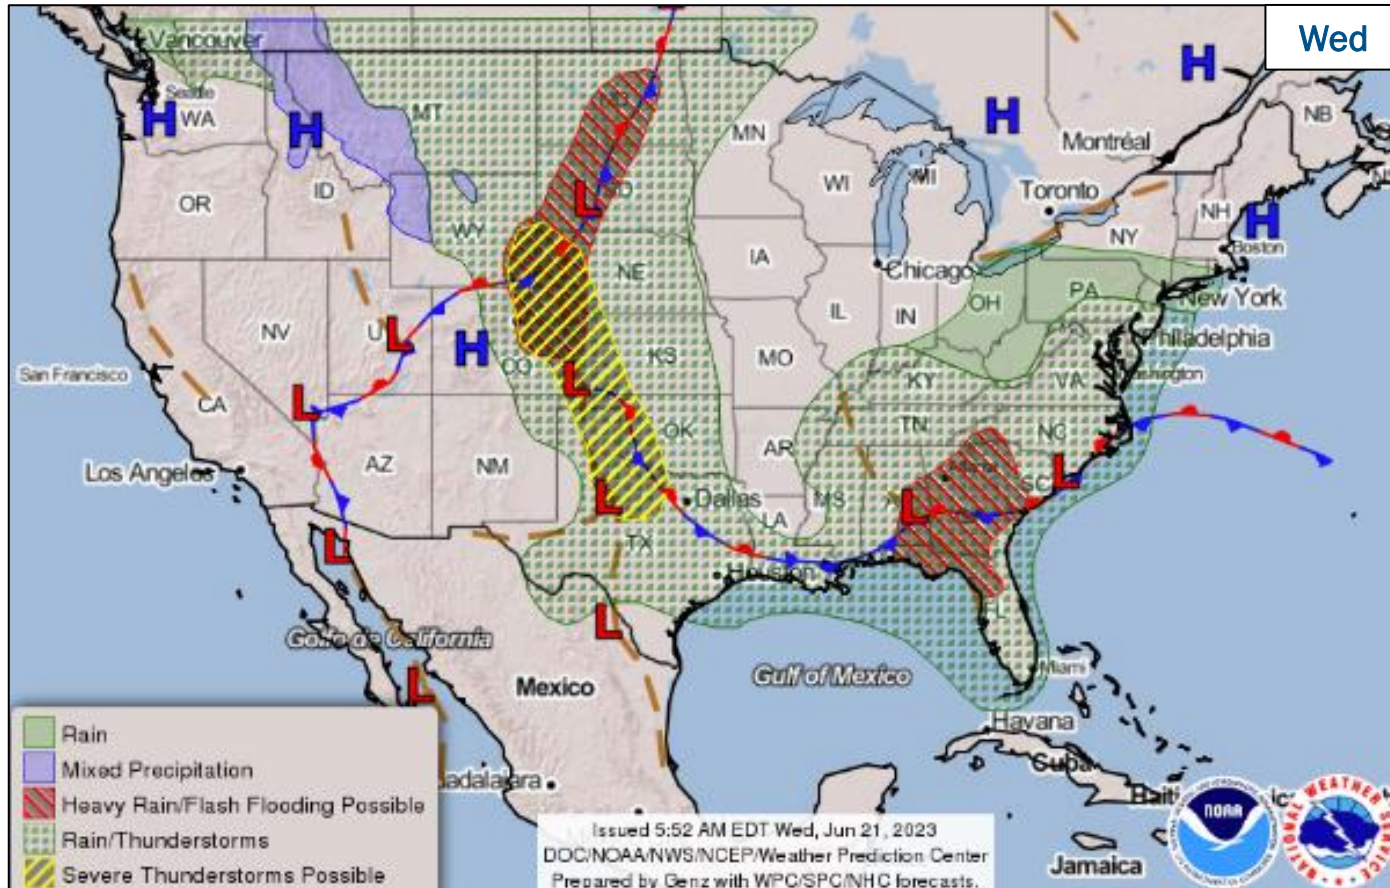 Wed
Vancouver
Seattle
H
WA
H
MT
MN
H
H
Montréal
NB
OR
ID
WY
L
SD
WI
MI
Toronto
NH
H
Boston
NY
NE
IA
Chicago
NV
L
H
CO
KS
MO
IL
IN
OH
PA
New York
Philadelphia
Washington
San Francisco
CA
L
L
KY
VA
Los Angeles
AZ
NM
OK
AR
TN
NC
L
Dallas
LA
MS
L
SC
L
L
TX
Houston
FL
L
Golfo de California
L
Mexico
Gulf of Mexico
Miami
Havana
Cuba
Jamaica
Rain
Mixed Precipitation
Heavy Rain/Flash Flooding Possible
Rain/Thunderstorms
Severe Thunderstorms Possible
Issued 5:52 AM EDT Wed, Jun 21, 2023
DOC/NOAA/NWS/NCEP/Weather Prediction Center
Prepared by Genz with WPC/SPC/NHC forecasts.
NOAA
NATIONAL WEATHER SERVICE